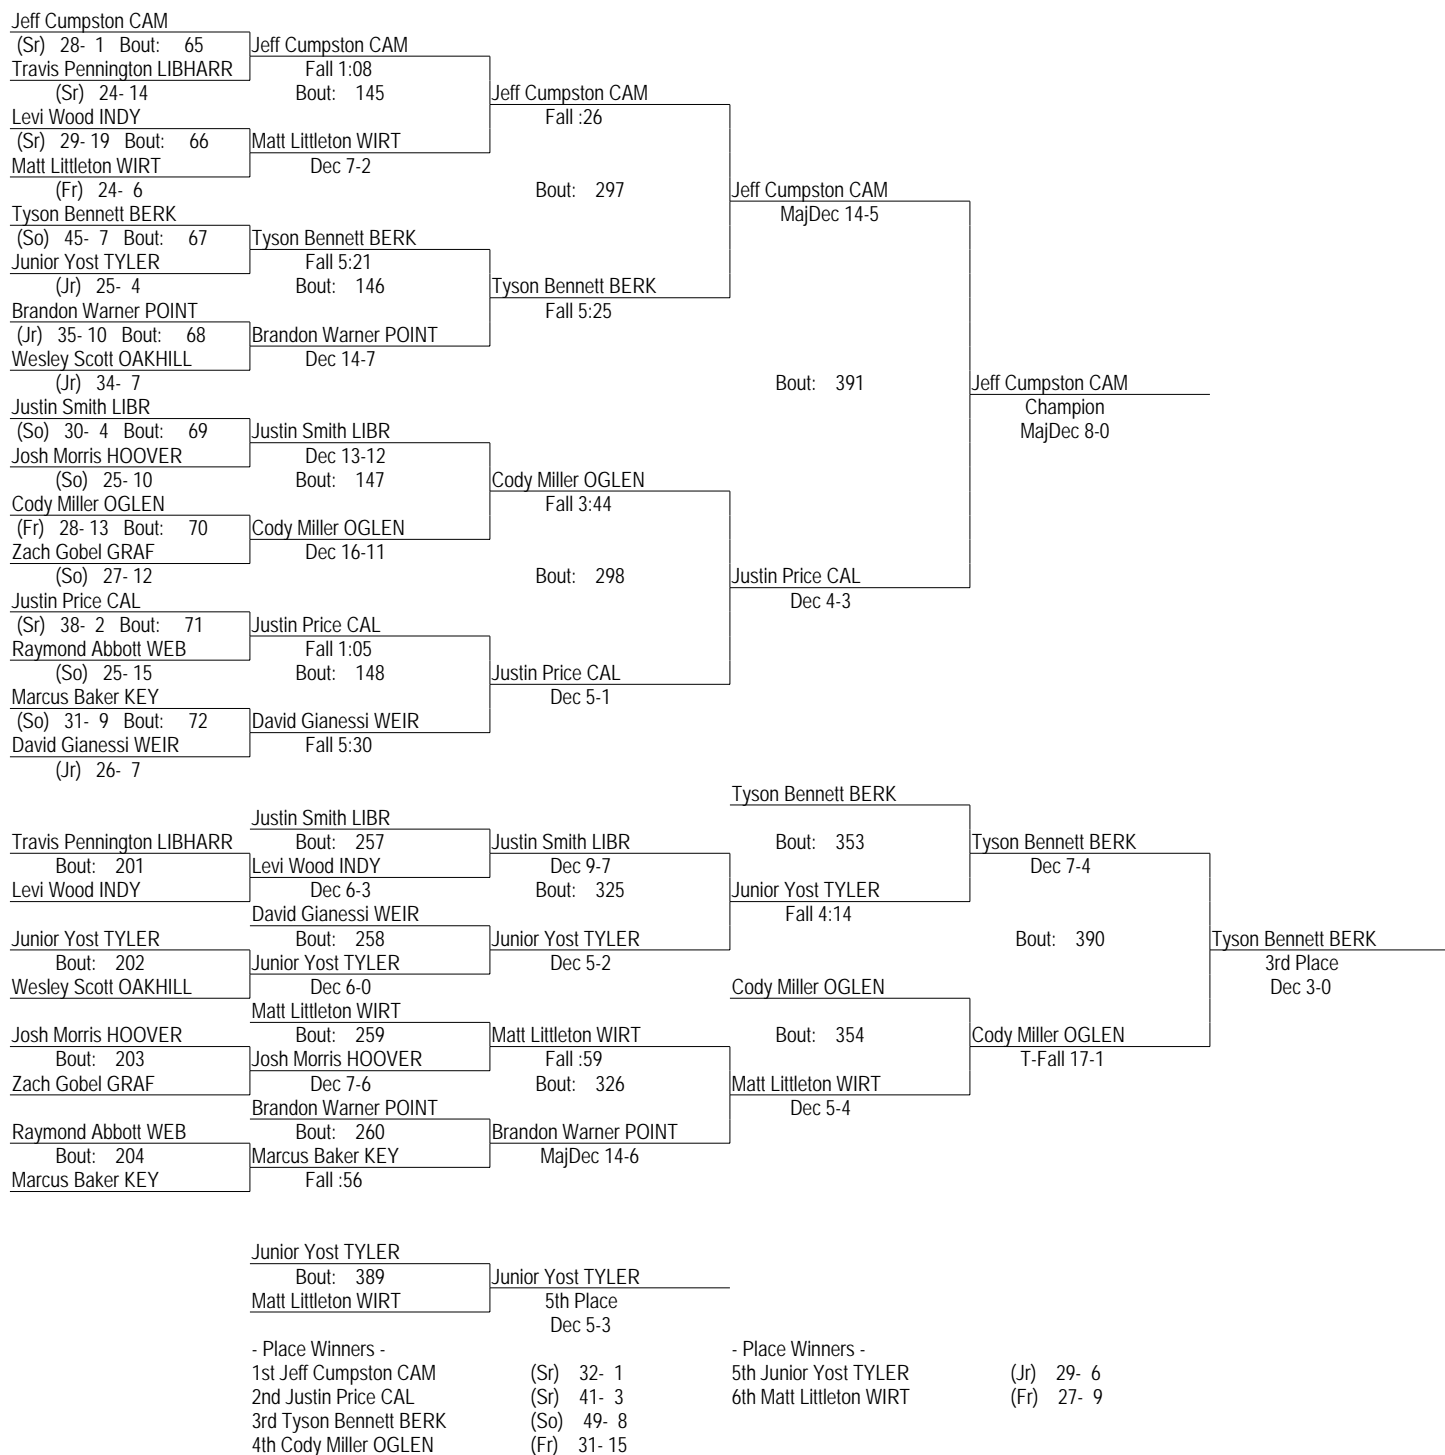 Jeff Cumpston CAM
(Sr) 28- 1 Bout: 65 Jeff Cumpston CAM
Travis Pennington LIBHARR Fall 1:08
(Sr) 24- 14 Bout: 145 Jeff Cumpston CAM
Levi Wood INDY Fall :26
(Sr) 29- 19 Bout: 66 Matt Littleton WIRT
Matt Littleton WIRT Dec 7-2
(Fr) 24- 6 Bout: 297 Jeff Cumpston CAM
Tyson Bennett BERK MajDec 14-5
(So) 45- 7 Bout: 67 Tyson Bennett BERK
Junior Yost TYLER Fall 5:21
(Jr) 25- 4 Bout: 146 Tyson Bennett BERK
Brandon Warner POINT Fall 5:25
(Jr) 35- 10 Bout: 68 Brandon Warner POINT
Wesley Scott OAKHILL Dec 14-7
(Jr) 34- 7 Bout: 391 Jeff Cumpston CAM
Justin Smith LIBR Champion
(So) 30- 4 Bout: 69 Justin Smith LIBR MajDec 8-0
Josh Morris HOOVER Dec 13-12
(So) 25- 10 Bout: 147 Cody Miller OGLEN
Cody Miller OGLEN Fall 3:44
(Fr) 28- 13 Bout: 70 Cody Miller OGLEN
Zach Gobel GRAF Dec 16-11
(So) 27- 12 Bout: 298 Justin Price CAL
Justin Price CAL Dec 4-3
(Sr) 38- 2 Bout: 71 Justin Price CAL
Raymond Abbott WEB Fall 1:05
(So) 25- 15 Bout: 148 Justin Price CAL
Marcus Baker KEY Dec 5-1
(So) 31- 9 Bout: 72 David Gianessi WEIR
David Gianessi WEIR Fall 5:30
(Jr) 26- 7
Tyson Bennett BERK
Justin Smith LIBR
Travis Pennington LIBHARR Bout: 257 Justin Smith LIBR Bout: 353 Tyson Bennett BERK
Bout: 201 Levi Wood INDY Dec 9-7 Dec 7-4
Levi Wood INDY Dec 6-3 Bout: 325 Junior Yost TYLER
David Gianessi WEIR Fall 4:14
Junior Yost TYLER Bout: 258 Junior Yost TYLER Bout: 390 Tyson Bennett BERK
Bout: 202 Junior Yost TYLER Dec 5-2 3rd Place
Wesley Scott OAKHILL Dec 6-0 Cody Miller OGLEN Dec 3-0
Matt Littleton WIRT
Josh Morris HOOVER Bout: 259 Matt Littleton WIRT Bout: 354 Cody Miller OGLEN
Bout: 203 Josh Morris HOOVER Fall :59 T-Fall 17-1
Zach Gobel GRAF Dec 7-6 Bout: 326 Matt Littleton WIRT
Brandon Warner POINT Dec 5-4
Raymond Abbott WEB Bout: 260 Brandon Warner POINT
Bout: 204 Marcus Baker KEY MajDec 14-6
Marcus Baker KEY Fall :56
Junior Yost TYLER
Bout: 389 Junior Yost TYLER
Matt Littleton WIRT 5th Place
Dec 5-3
- Place Winners - - Place Winners -
1st Jeff Cumpston CAM (Sr) 32- 1 5th Junior Yost TYLER (Jr) 29- 6
2nd Justin Price CAL (Sr) 41- 3 6th Matt Littleton WIRT (Fr) 27- 9
3rd Tyson Bennett BERK (So) 49- 8
4th Cody Miller OGLEN (Fr) 31- 15